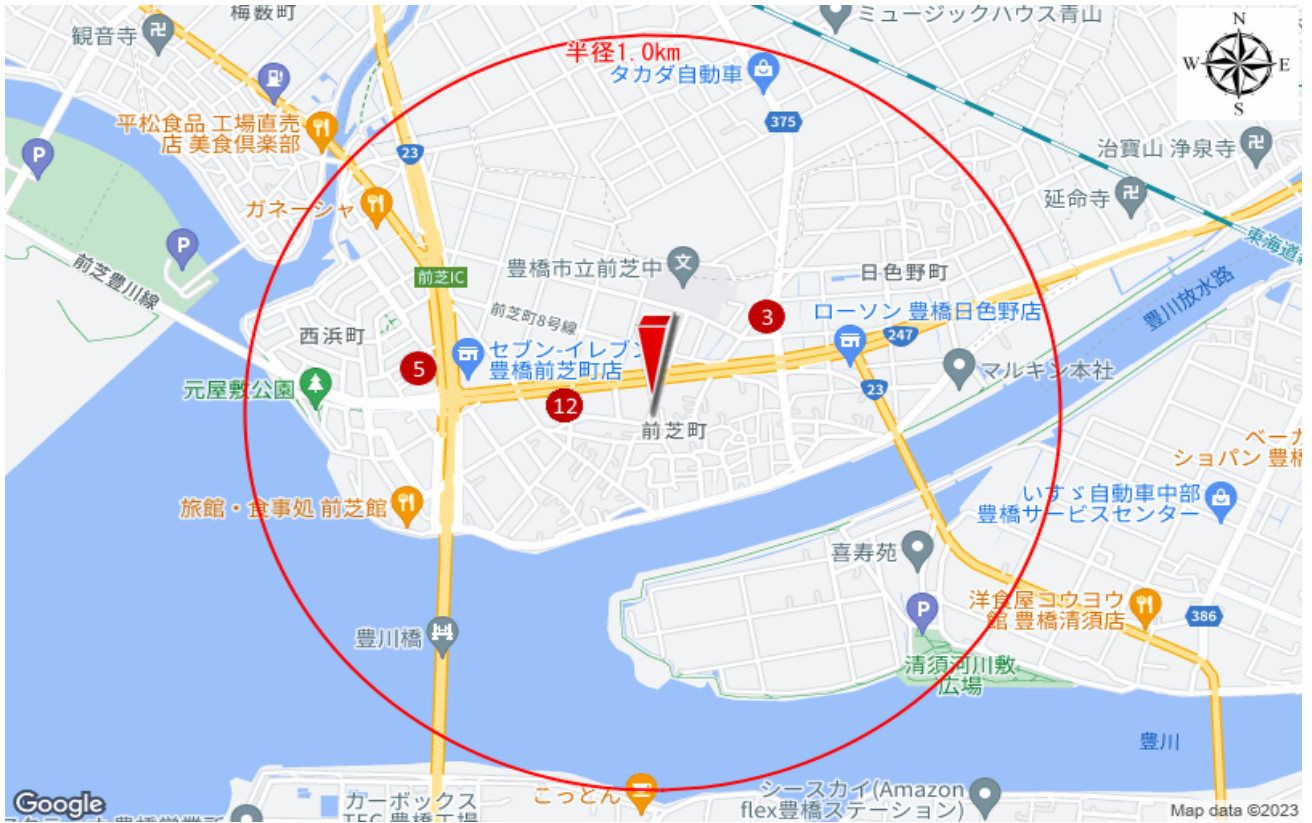 梅薮町
ミュージックハウス青山
観音寺
半径1.0km
タカダ自動車
N
W
E
S
平松食品 工場直売
店 美食倶楽部
375
23
治寶山 浄泉寺
P
延命寺
ガネーシャ
P
前芝豊川線
前芝IC
豊橋市立前芝中
文
日色野町
東海道新
豊川放水路
前芝町8号線
3
ローソン 豊橋日色野店
247
西浜町
5
セブン-イレブン
豊橋前芝町店
マルキン本社
元屋敷公園
23
12
前芝町
ショパン 豊橋
旅館・食事処 前芝館
いすゞ自動車中部
豊橋サービスセンター
喜寿苑
洋食屋コウヨウ
館 豊橋清須店
P
386
豊川橋
清須河川敷
広場
豊川
Google
カーボックス
TFC 豊橋工場
こっとん
シースカイ(Amazon
flex豊橋ステーション)
Map data ©2023